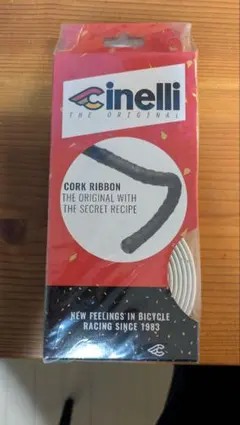 Cinelli
THE ORIGINAL
CORK RIBBON
THE ORIGINAL WITH
THE SECRET RECIPE
NEW FEELINGS IN BICYCLE
RACING SINCE 1983